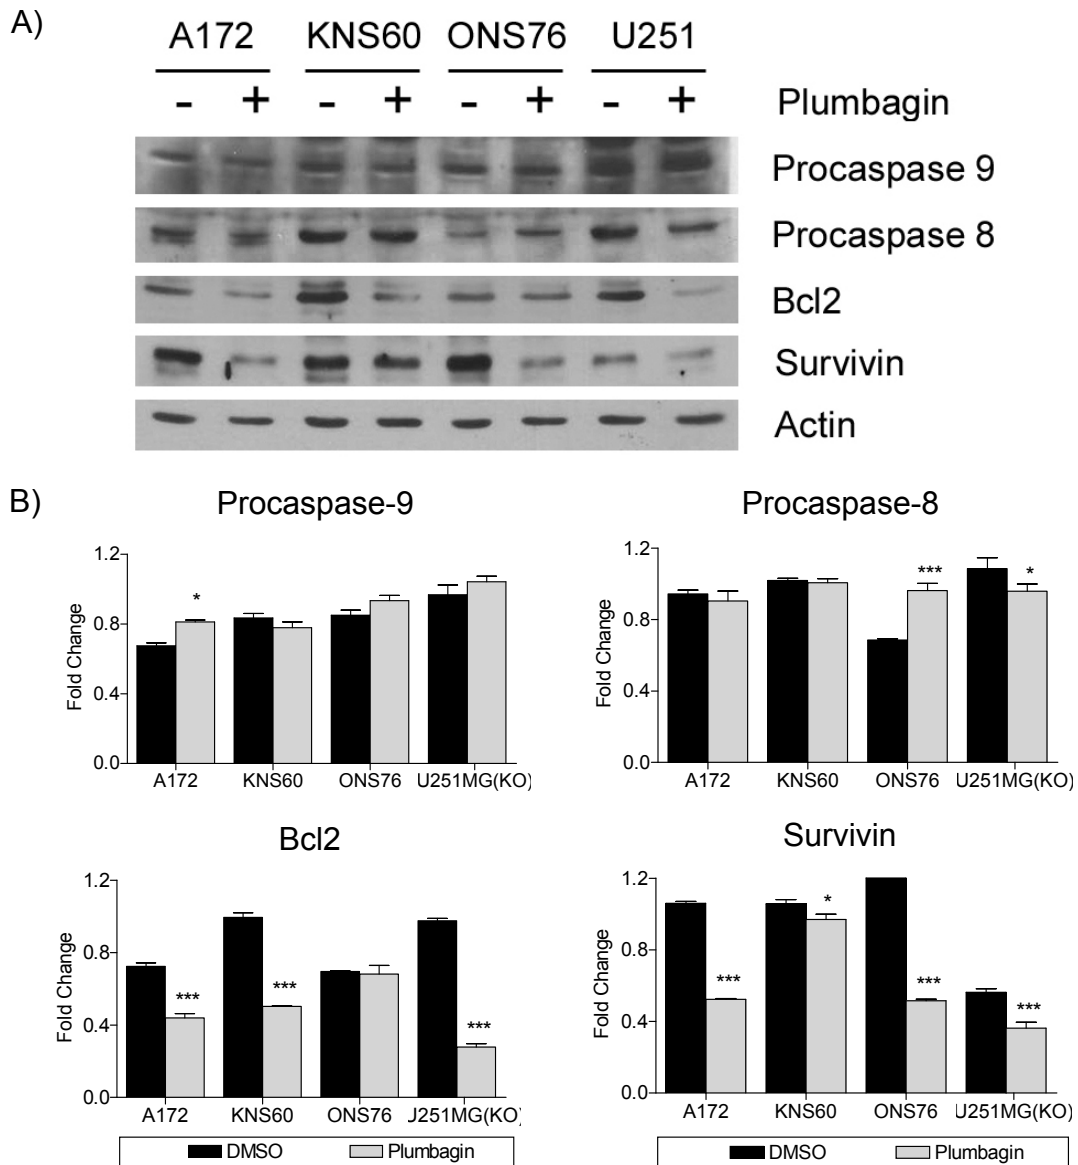 A)
A172 KNS60 ONS76 U251
- + - + - + - + Plumbagin
Procaspase 9
Procaspase 8
Bcl2
Survivin
Actin
B)
Procaspase-9
Fold Change
1.2
0.8
0.4
0.0
*
A172 KNS60 ONS76 U251MG(KO)
Procaspase-8
Fold Change
1.2
0.8
0.4
0.0
*** *
A172 KNS60 ONS76 U251MG(KO)
Bcl2
Fold Change
1.2
0.8
0.4
0.0
*** *** ***
A172 KNS60 ONS76 J251MG(KO)
DMSO Plumbagin
Survivin
Fold Change
1.2
0.8
0.4
0.0
*** * *** ***
A172 KNS60 ONS76 U251MG(KO)
DMSO Plumbagin